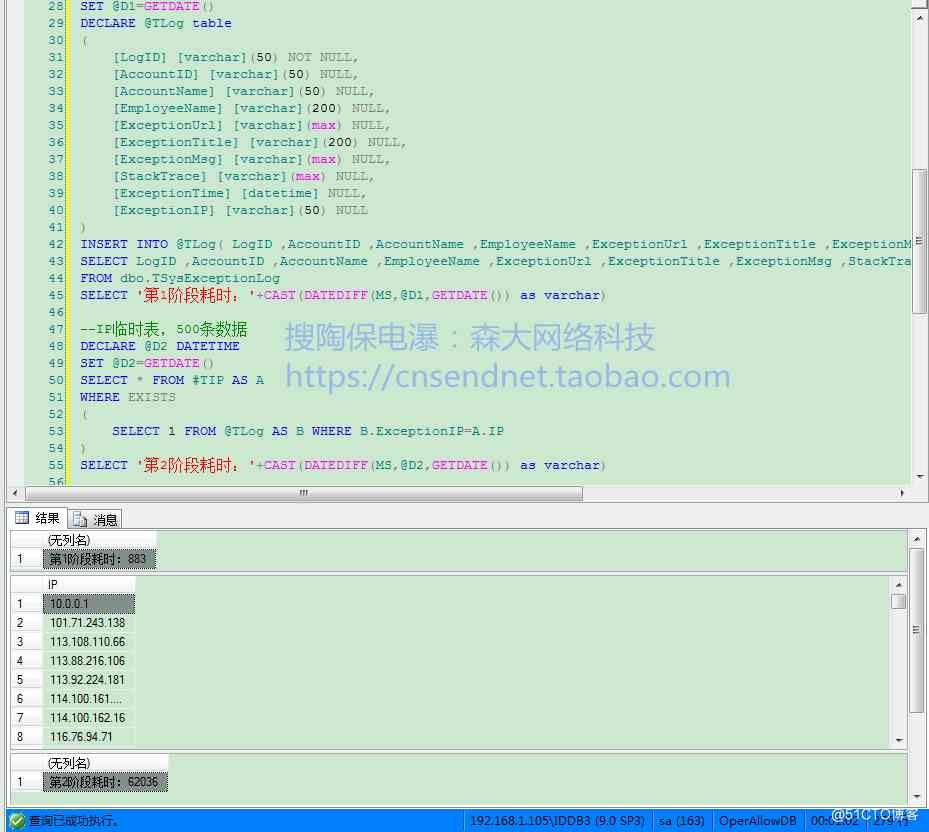 28 SET @D1=GETDATE()
29 DECLARE @TLog table
30 (
31 [LogID] [varchar](50) NOT NULL,
32 [AccountID] [varchar](50) NULL,
33 [AccountName] [varchar](50) NULL,
34 [EmployeeName] [varchar](200) NULL,
35 [ExceptionUrl] [varchar](max) NULL,
36 [ExceptionTitle] [varchar](200) NULL,
37 [ExceptionMsg] [varchar](max) NULL,
38 [StackTrace] [varchar](max) NULL,
39 [ExceptionTime] [datetime] NULL,
40 [ExceptionIP] [varchar](50) NULL
41 )
42 INSERT INTO @TLog( LogID ,AccountID ,AccountName ,EmployeeName ,ExceptionUrl ,ExceptionTitle ,ExceptionM
43 SELECT LogID ,AccountID ,AccountName ,EmployeeName ,ExceptionUrl ,ExceptionTitle ,ExceptionMsg ,StackTra
44 FROM dbo.TSysExceptionLog
45 SELECT '第1阶段耗时：'+CAST(DATEDIFF(MS,@D1,GETDATE()) as varchar)
46
47 --IP临时表，500条数据
48 DECLARE @D2 DATETIME
49 SET @D2=GETDATE()
50 SELECT * FROM #TIP AS A
51 WHERE EXISTS
52 (
53 SELECT 1 FROM @TLog AS B WHERE B.ExceptionIP=A.IP
54 )
55 SELECT '第2阶段耗时：'+CAST(DATEDIFF(MS,@D2,GETDATE()) as varchar)
56
搜陶保电瀑：森大网络科技
https://cnsendnet.taobao.com
结果 消息
(无列名)
1 第1阶段耗时：883
IP
1 10.0.0.1
2 101.71.243.138
3 113.108.110.66
4 113.88.216.106
5 113.92.224.181
6 114.100.161....
7 114.100.162.16
8 116.76.94.71
(无列名)
1 第2阶段耗时：62036
查询已成功执行。 192.168.1.105\IDDB3 (9.0 SP3) sa (163) OperAllowDB 00:01:02 279 行
@51CTO博客